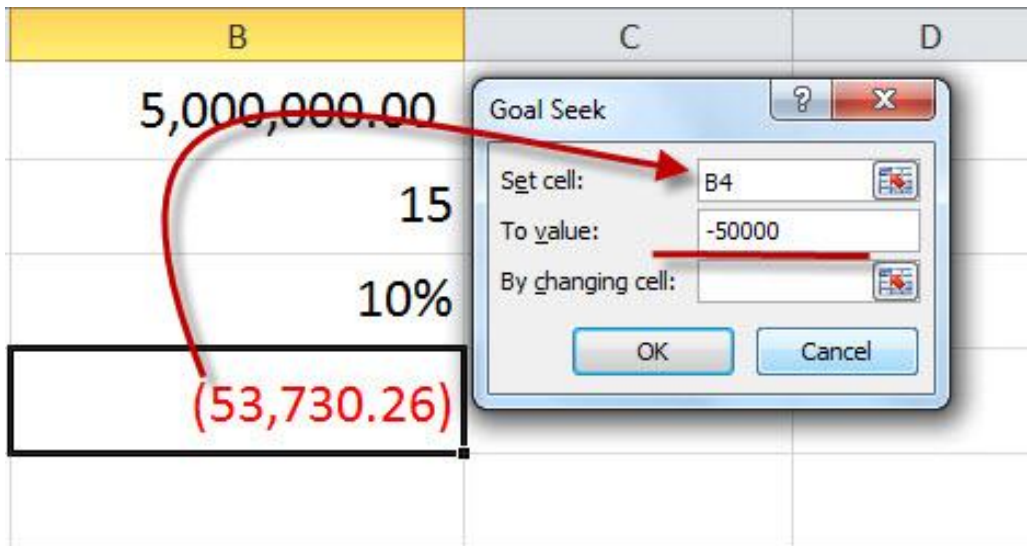 B C D
5,000,000.00
Goal Seek
Set cell: B4
15
To value: -50000
By changing cell:
10%
OK Cancel
(53,730.26)